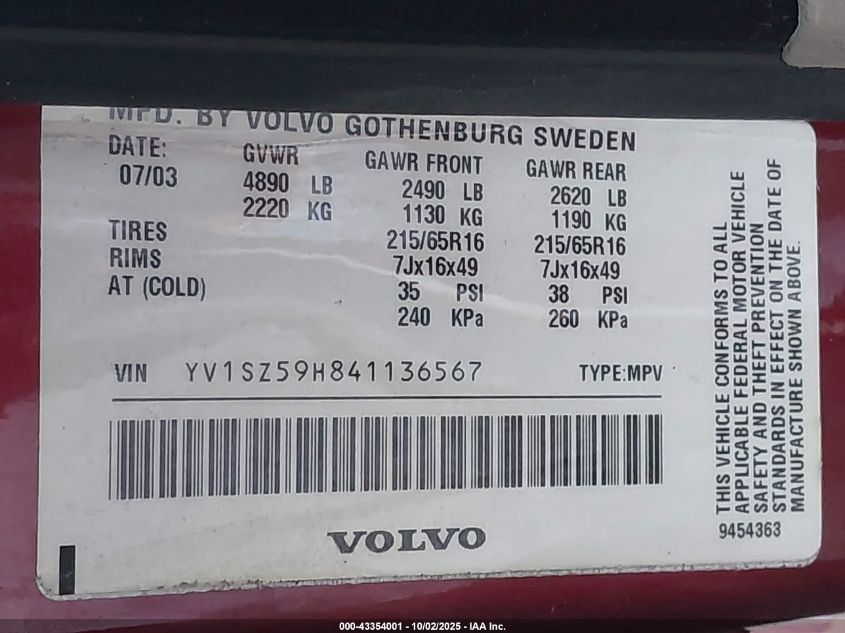 MFD. BY VOLVO GOTHENBURG SWEDEN
DATE: GVWR GAWR FRONT GAWR REAR
07/03 4890 LB 2490 LB 2620 LB
2220 KG 1130 KG 1190 KG
TIRES 215/65R16 215/65R16
RIMS 7Jx16x49 7Jx16x49
AT (COLD) 35 PSI 38 PSI
240 KPa 260 KPa
VIN YV1SZ59H841136567 TYPE:MPV
VOLVO
THIS VEHICLE CONFORMS TO ALL
APPLICABLE FEDERAL MOTOR VEHICLE
SAFETY AND THEFT PREVENTION
STANDARDS IN EFFECT ON THE DATE OF
MANUFACTURE SHOWN ABOVE.
9454363
000-43354001 - 10/02/2025 - IAA Inc.